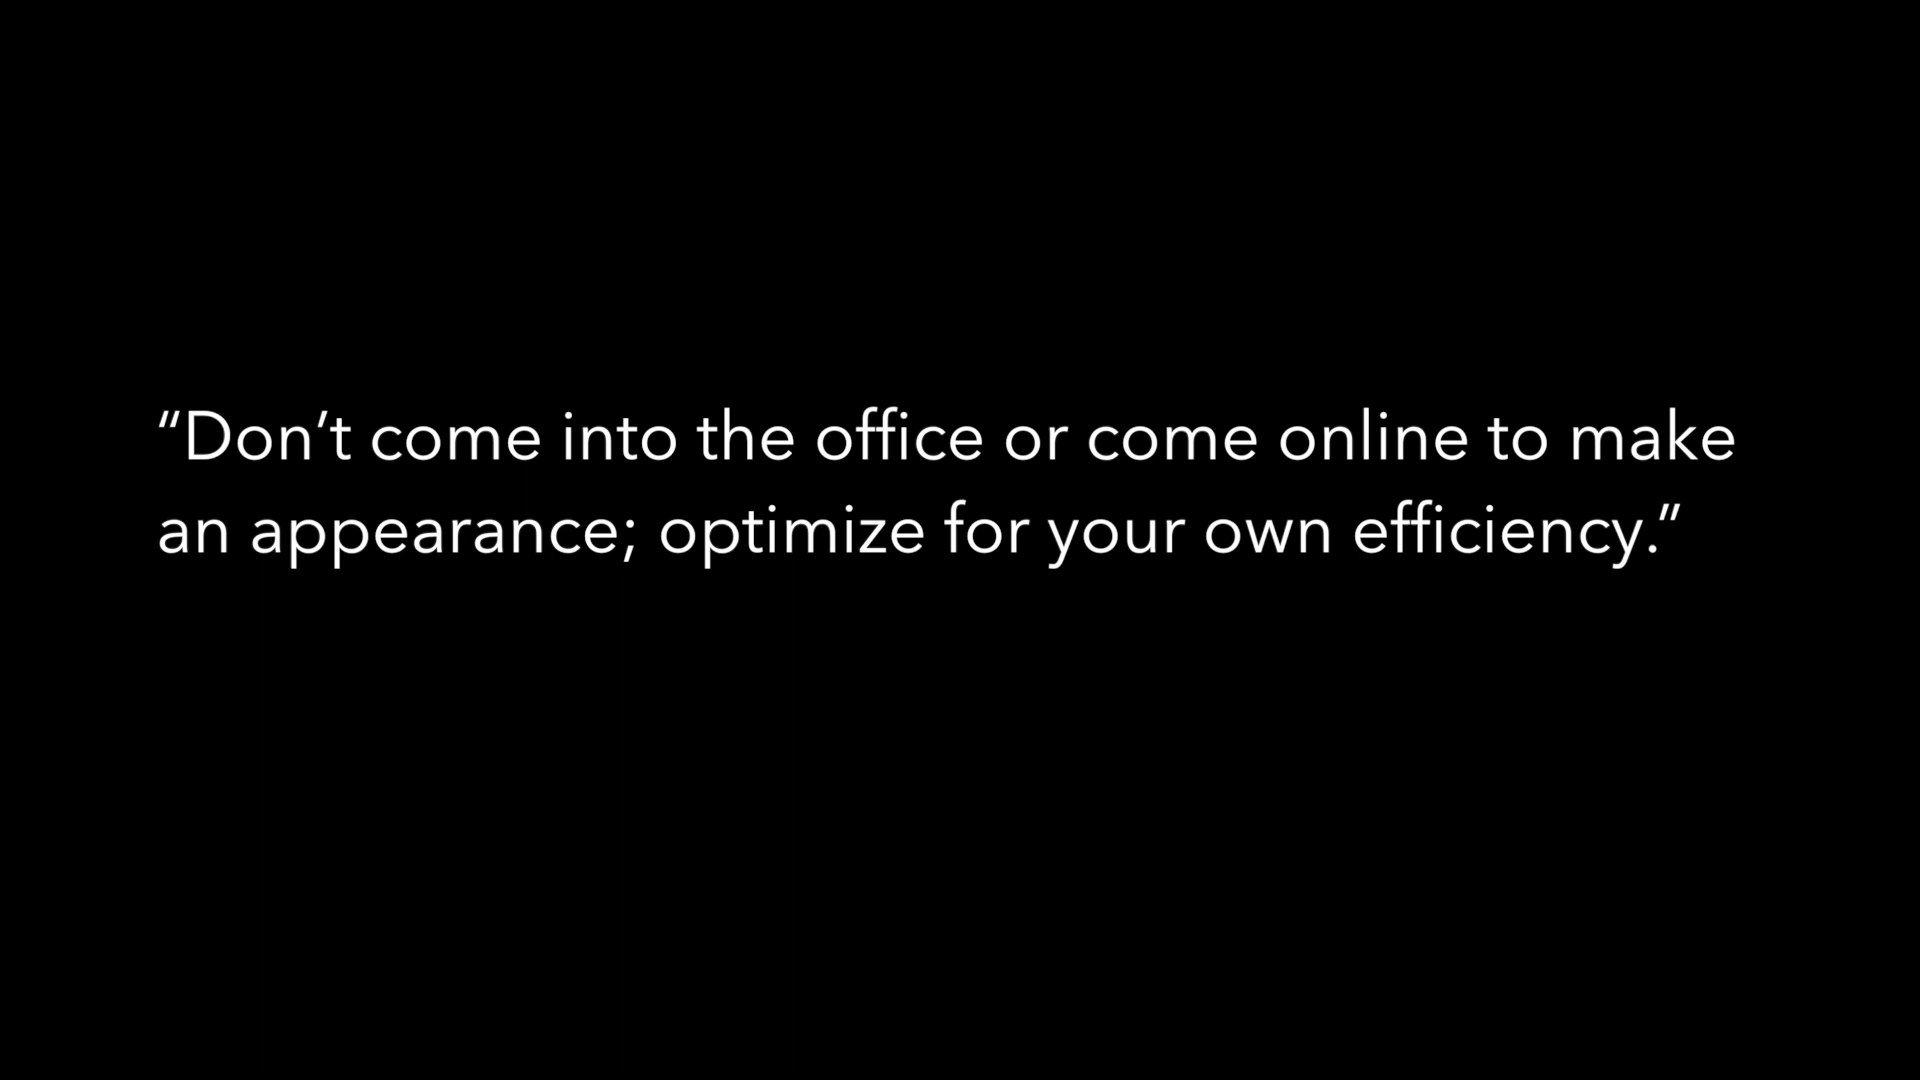 “Don’t come into the office or come online to make
an appearance; optimize for your own efficiency.”